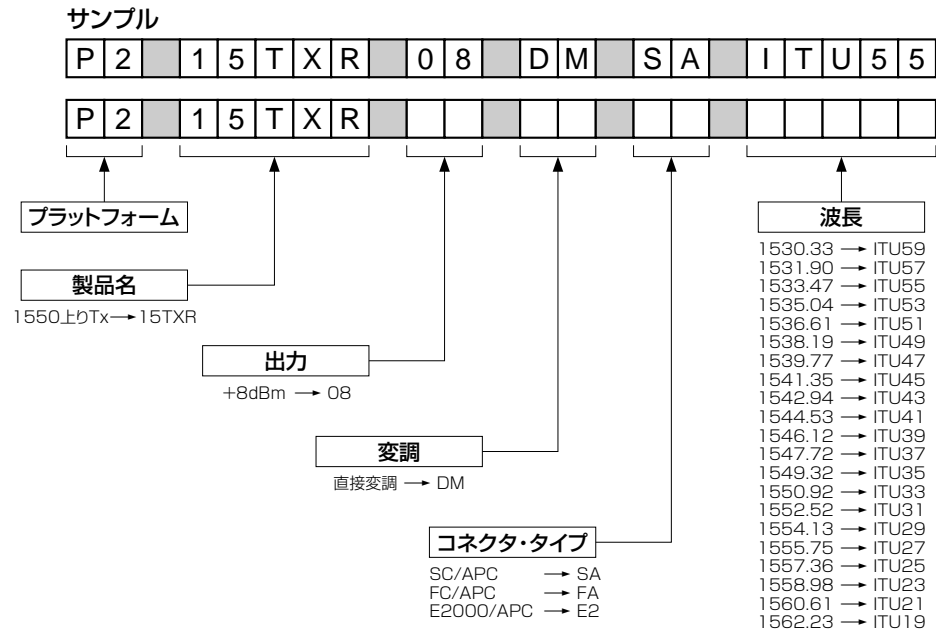 サンプル
P2 15TXR 08 DM SA ITU55
P2 15TXR
プラットフォーム
製品名
1550上りTx→15TXR
出力
+8dBm → 08
変調
直接変調 → DM
コネクタ・タイプ
SC/APC → SA
FC/APC → FA
E2000/APC → E2
波長
1530.33 → ITU59
1531.90 → ITU57
1533.47 → ITU55
1535.04 → ITU53
1536.61 → ITU51
1538.19 → ITU49
1539.77 → ITU47
1541.35 → ITU45
1542.94 → ITU43
1544.53 → ITU41
1546.12 → ITU39
1547.72 → ITU37
1549.32 → ITU35
1550.92 → ITU33
1552.52 → ITU31
1554.13 → ITU29
1555.75 → ITU27
1557.36 → ITU25
1558.98 → ITU23
1560.61 → ITU21
1562.23 → ITU19